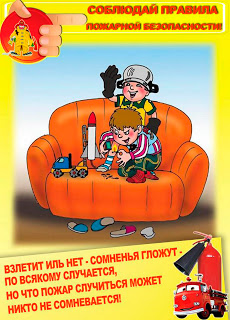 СОБЛЮДАЙ ПРАВИЛА
ПОЖАРНОЙ БЕЗОПАСНОСТИ!
ВЗЛЕТИТ ИЛЬ НЕТ - СОМНЕНЬЯ ГЛОЖУТ -
ПО ВСЯКОМУ СЛУЧАЕТСЯ,
НО ЧТО ПОЖАР СЛУЧИТЬСЯ МОЖЕТ
НИКТО НЕ СОМНЕВАЕТСЯ!